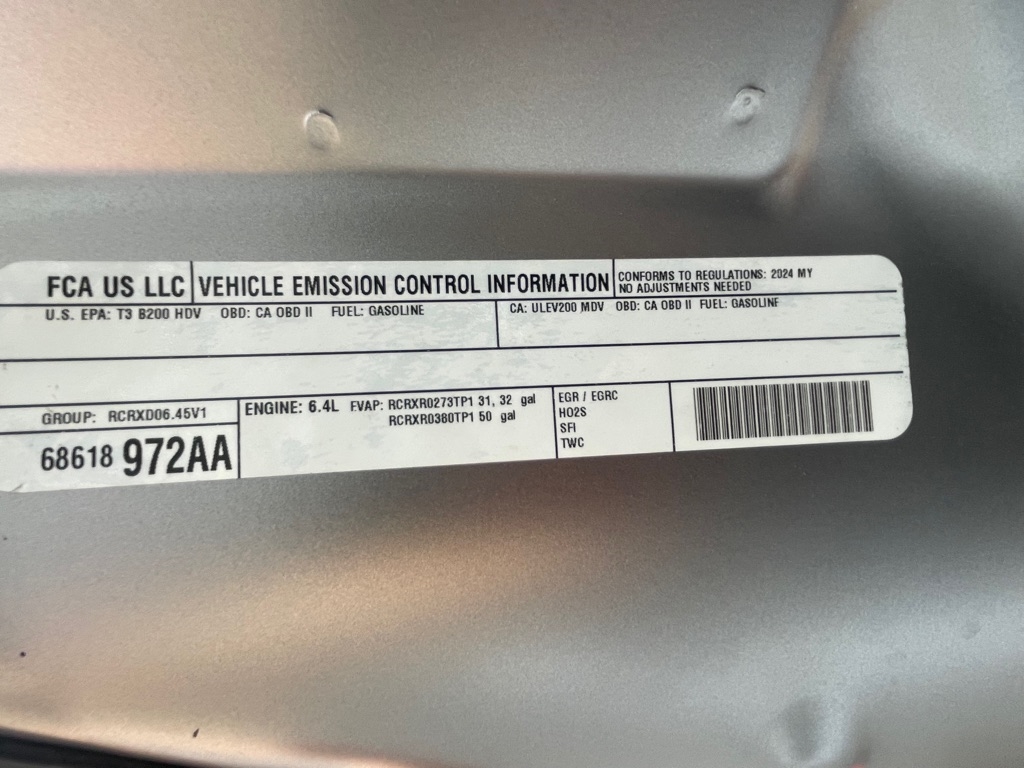 FCA US LLC
VEHICLE EMISSION CONTROL INFORMATION
CONFORMS TO REGULATIONS: 2024 MY
NO ADJUSTMENTS NEEDED
U.S. EPA: T3 B200 HDV OBD: CA OBD II FUEL: GASOLINE
CA: ULEV200 MDV OBD: CA OBD II FUEL: GASOLINE
GROUP: RCRXD06.45V1
68618 972AA
ENGINE: 6.4L EVAP: RCRXR0273TP1 31, 32 gal
RCRXR0380TP1 50 gal
EGR / EGRC
HO2S
SFI
TWC